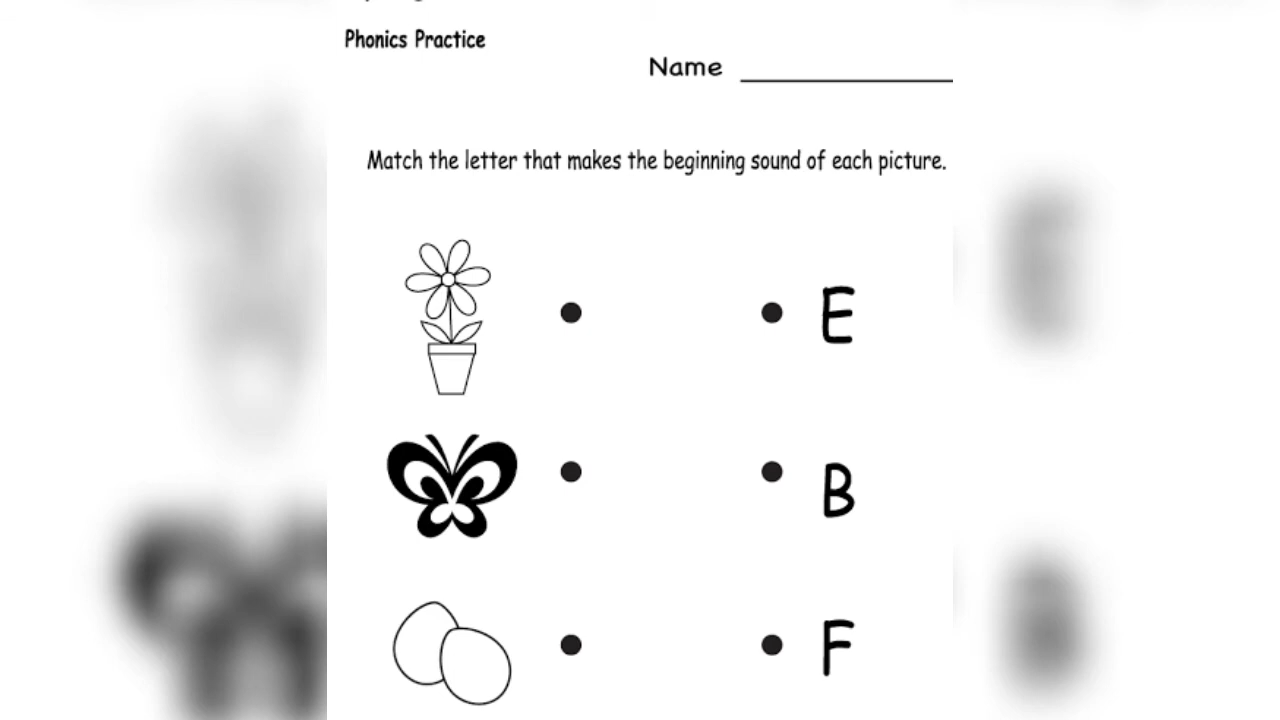 Phonics Practice
Name
Match the letter that makes the beginning sound of each picture.
E
B
F